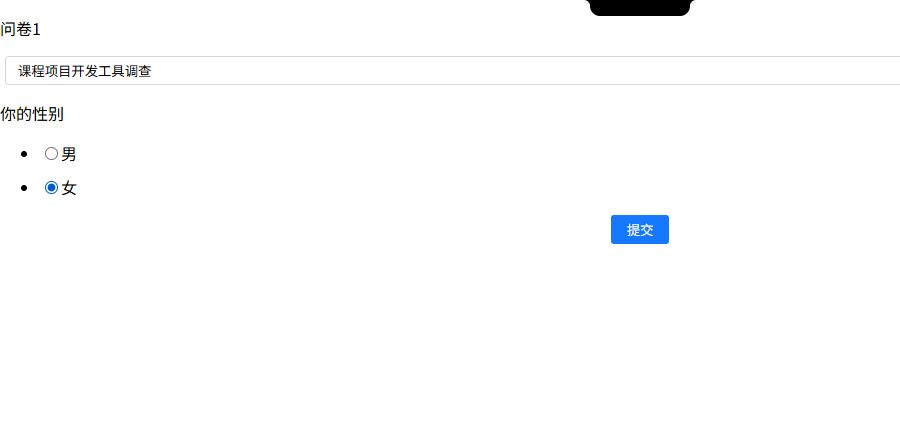 问卷1
课程项目开发工具调查
你的性别
男
女
提交